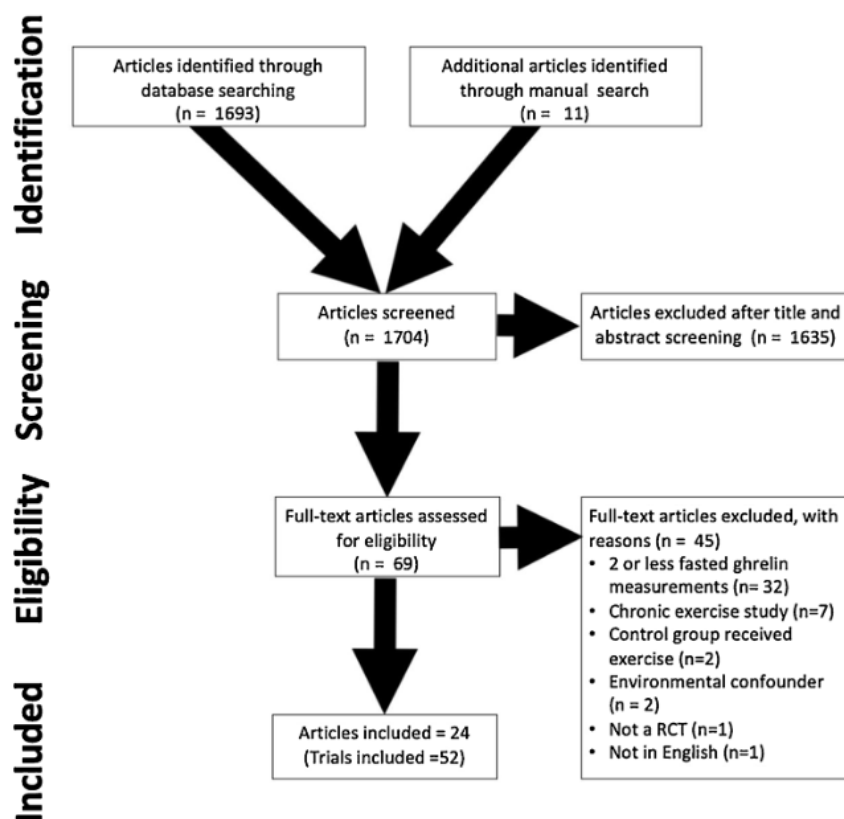 Identification
Articles identified through
database searching
(n = 1693)
Additional articles identified
through manual search
(n = 11)
Screening
Articles screened
(n = 1704)
Articles excluded after title and
abstract screening (n = 1635)
Eligibility
Full-text articles assessed
for eligibility
(n = 69)
Full-text articles excluded, with
reasons (n = 45)
• 2 or less fasted ghrelin
measurements (n= 32)
• Chronic exercise study (n=7)
• Control group received
exercise (n=2)
• Environmental confounder
(n = 2)
• Not a RCT (n=1)
• Not in English (n=1)
Included
Articles included = 24
(Trials included =52)